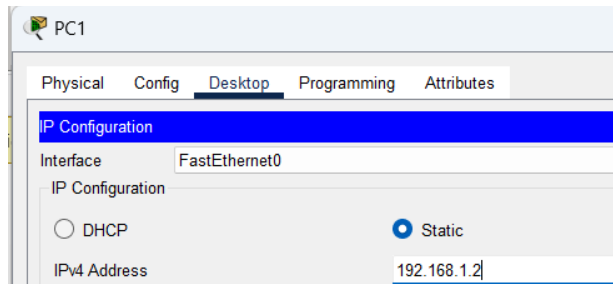 PC1
Physical Config Desktop Programming Attributes
IP Configuration
Interface FastEthernet0
IP Configuration
DHCP Static
IPv4 Address 192.168.1.2